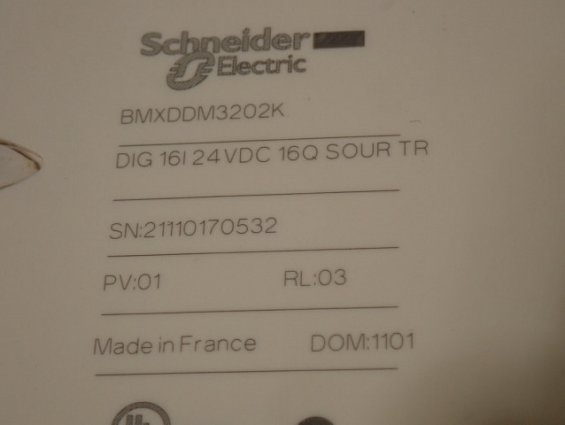 Schneider
Electric
BMXDDM3202K
DIG 16I 24VDC 16Q SOUR TR
SN:21110170532
PV:01 RL:03
Made in France DOM:1101